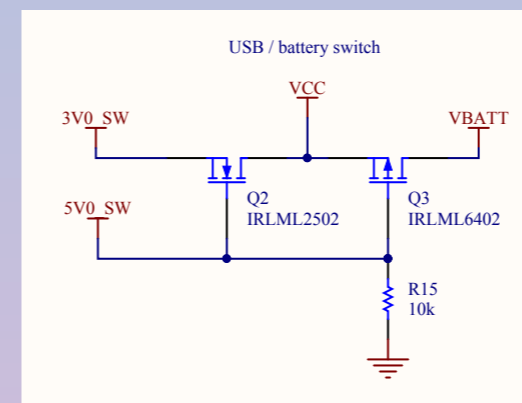 USB / battery switch
VCC
3V0_SW
VBATT
Q2
IRLML2502
Q3
IRLML6402
5V0_SW
R15
10k